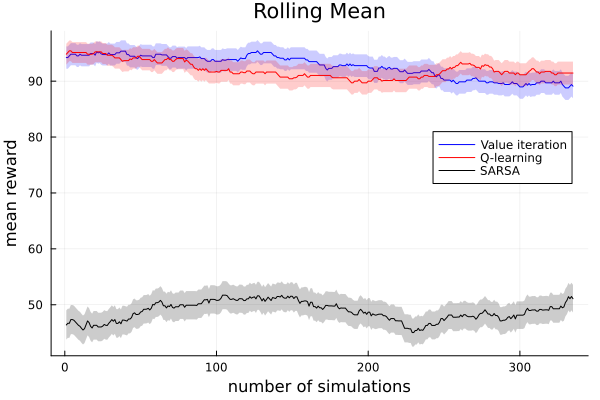 Rolling Mean
mean reward
90
80
70
60
50
Value iteration
Q-learning
SARSA
0
100
200
300
number of simulations